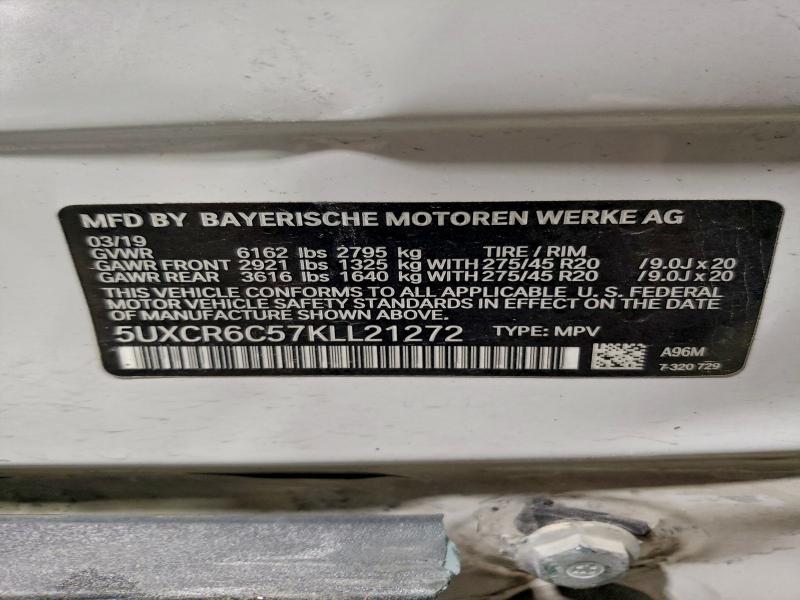 MFD BY BAYERISCHE MOTOREN WERKE AG
03/19
GVWR 6162 lbs 2795 kg TIRE / RIM
GAWR FRONT 2921 lbs 1325 kg WITH 275/45 R20 /9.0J x 20
GAWR REAR 3616 lbs 1640 kg WITH 275/45 R20 /9.0J x 20
THIS VEHICLE CONFORMS TO ALL APPLICABLE U.S. FEDERAL
MOTOR VEHICLE SAFETY STANDARDS IN EFFECT ON THE DATE
OF MANUFACTURE SHOWN ABOVE.
5UXCR6C57KLL21272 TYPE: MPV
A96M
7-320 729